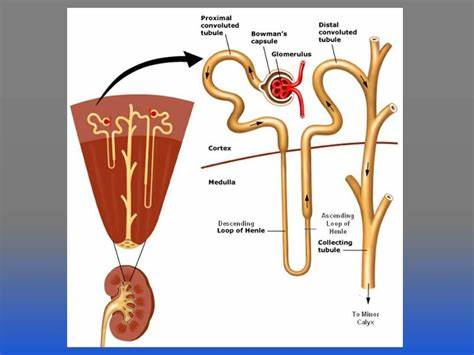 Proximal
convoluted
tubule
Bowman's
capsule
Glomerulus
Distal
convoluted
tubule
Cortex
Medulla
Descending
Loop of Henle
Ascending
Loop of
Henle
Collecting
tubule
To Minor
Calyx